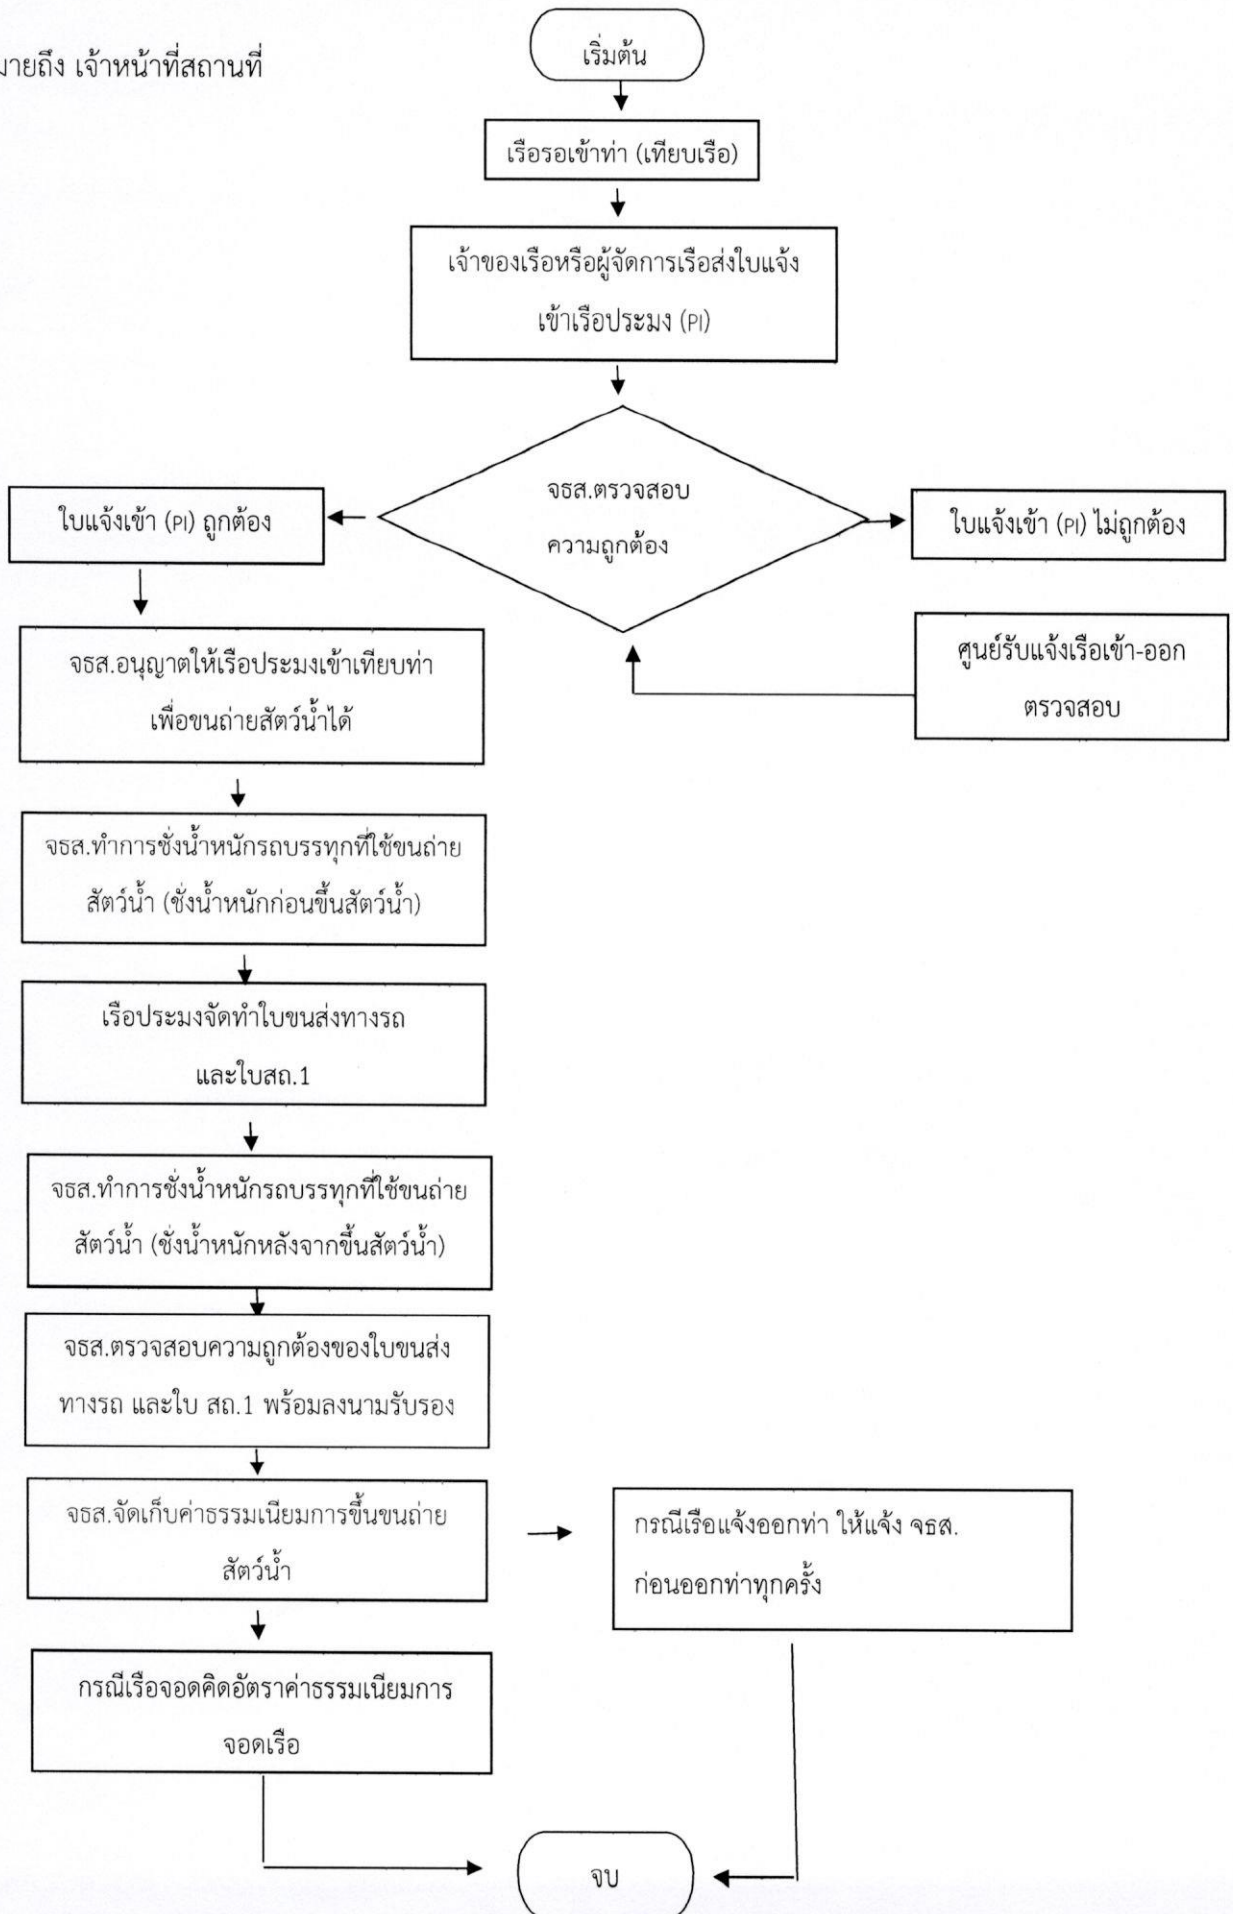 เริ่มต้น
มายถึง เจ้าหน้าที่สถานที่
เรือรอเข้าท่า (เทียบเรือ)
เจ้าของเรือหรือผู้จัดการเรือส่งใบแจ้ง
เข้าเรือประมง (PI)
จธส.ตรวจสอบ
ความถูกต้อง
ใบแจ้งเข้า (PI) ถูกต้อง
ใบแจ้งเข้า (PI) ไม่ถูกต้อง
ศูนย์รับแจ้งเรือเข้า-ออก
ตรวจสอบ
จธส.อนุญาตให้เรือประมงเข้าเทียบท่า
เพื่อขนถ่ายสัตว์น้ำได้
จธส.ทำการชั่งน้ำหนักรถบรรทุกที่ใช้ขนถ่าย
สัตว์น้ำ (ชั่งน้ำหนักก่อนขึ้นสัตว์น้ำ)
เรือประมงจัดทำใบขนส่งทางรถ
และใบสถ.1
จธส.ทำการชั่งน้ำหนักรถบรรทุกที่ใช้ขนถ่าย
สัตว์น้ำ (ชั่งน้ำหนักหลังจากขึ้นสัตว์น้ำ)
จธส.ตรวจสอบความถูกต้องของใบขนส่ง
ทางรถ และใบ สถ.1 พร้อมลงนามรับรอง
จธส.จัดเก็บค่าธรรมเนียมการขึ้นขนถ่าย
สัตว์น้ำ
กรณีเรือแจ้งออกท่า ให้แจ้ง จธส.
ก่อนออกท่าทุกครั้ง
กรณีเรือจอดคิดอัตราค่าธรรมเนียมการ
จอดเรือ
จบ